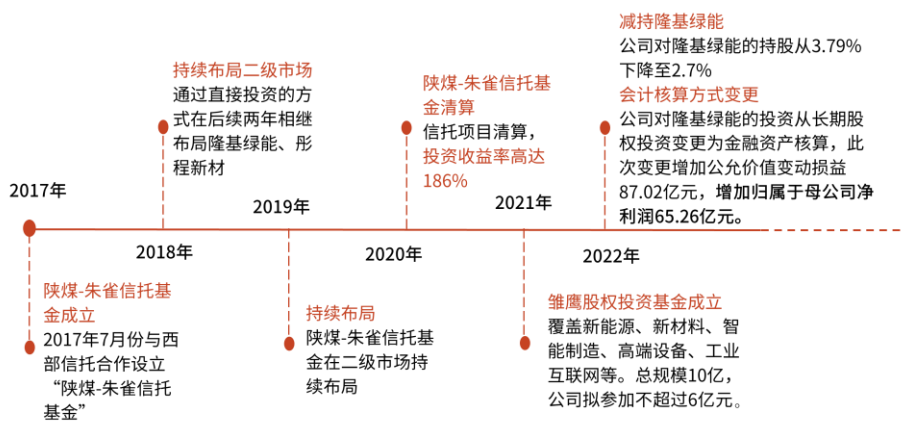 2017年
陕煤-朱雀信托基
金成立
2017年7月份与西
部信托合作设立
“陕煤-朱雀信托
基金”
持续布局二级市场
通过直接投资的方
式在后续两年相继
布局隆基绿能、彤
程新材
2018年
2019年
持续布局
陕煤-朱雀信托基
金在二级市场持
续布局
陕煤-朱雀信托基
金清算
信托项目清算，
投资收益率高达
186%
2020年
2021年
雏鹰股权投资基金成立
覆盖新能源、新材料、智
能制造、高端设备、工业
互联网等。总规模10亿，
公司拟参加不超过6亿元。
减持隆基绿能
公司对隆基绿能的持股从3.79%
下降至2.7%
会计核算方式变更
公司对隆基绿能的投资从长期股
权投资变更为金融资产核算，此
次变更增加公允价值变动损益
87.02亿元，增加归属于母公司净
利润65.26亿元。
2022年